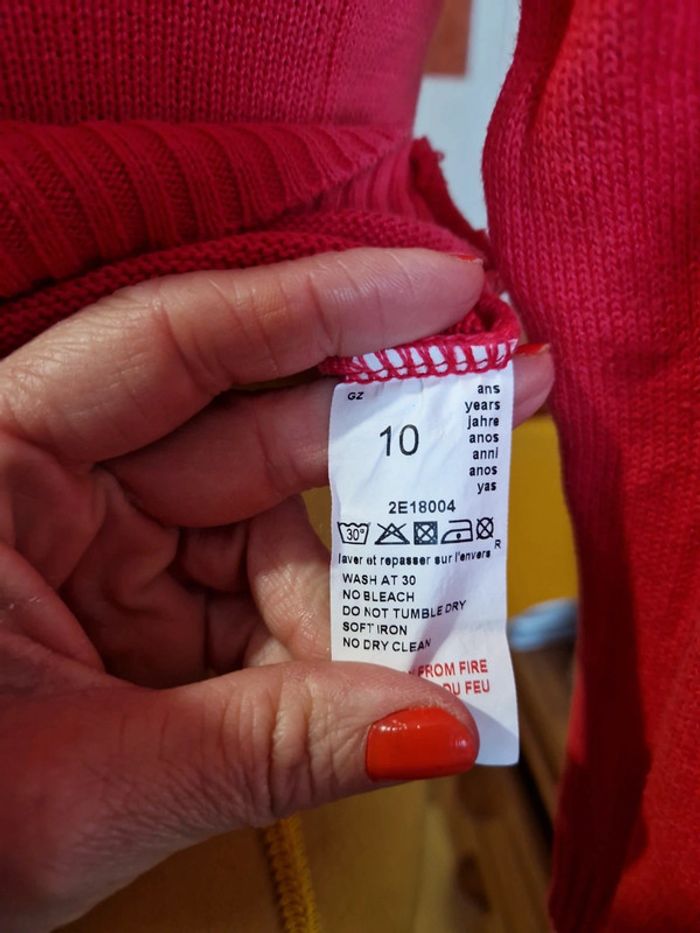 GZ
10
ans
years
jahre
anos
anni
anos
yas
2E18004
30°
R
laver et repasser sur l'envers
WASH AT 30
NO BLEACH
DO NOT TUMBLE DRY
SOFT IRON
NO DRY CLEAN
FROM FIRE
DU FEU